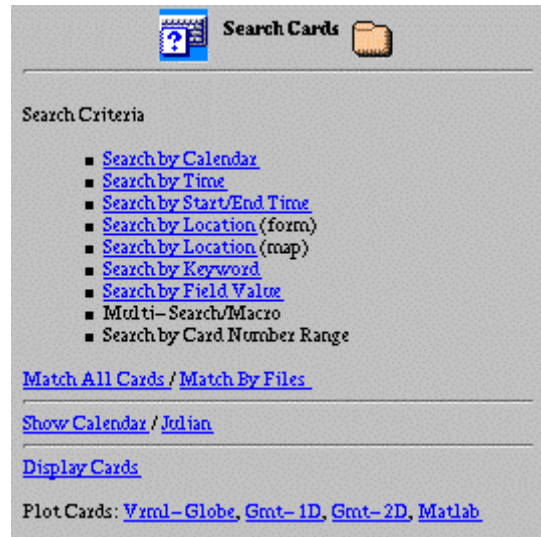 Search Cards
Search Criteria
Search by Calendar
Search by Time
Search by Start/End Time
Search by Location (form)
Search by Location (map)
Search by Keyword
Search by Field Value
Multi-Search/Macro
Search by Card Number Range
Match All Cards / Match By Files
Show Calendar / Julian
Display Cards
Plot Cards: Vrml-Globe, Gmt-1D, Gmt-2D, Matlab